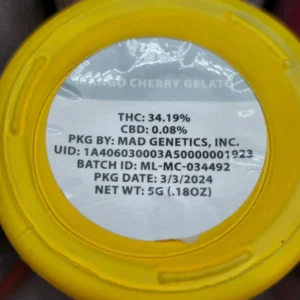 CHERRY GELATO
THC: 34.19%
CBD: 0.08%
PKG BY: MAD GENETICS, INC.
UID: 1A406030003A50000001923
BATCH ID: ML-MC-034492
PKG DATE: 3/3/2024
NET WT: 5G (.18OZ)